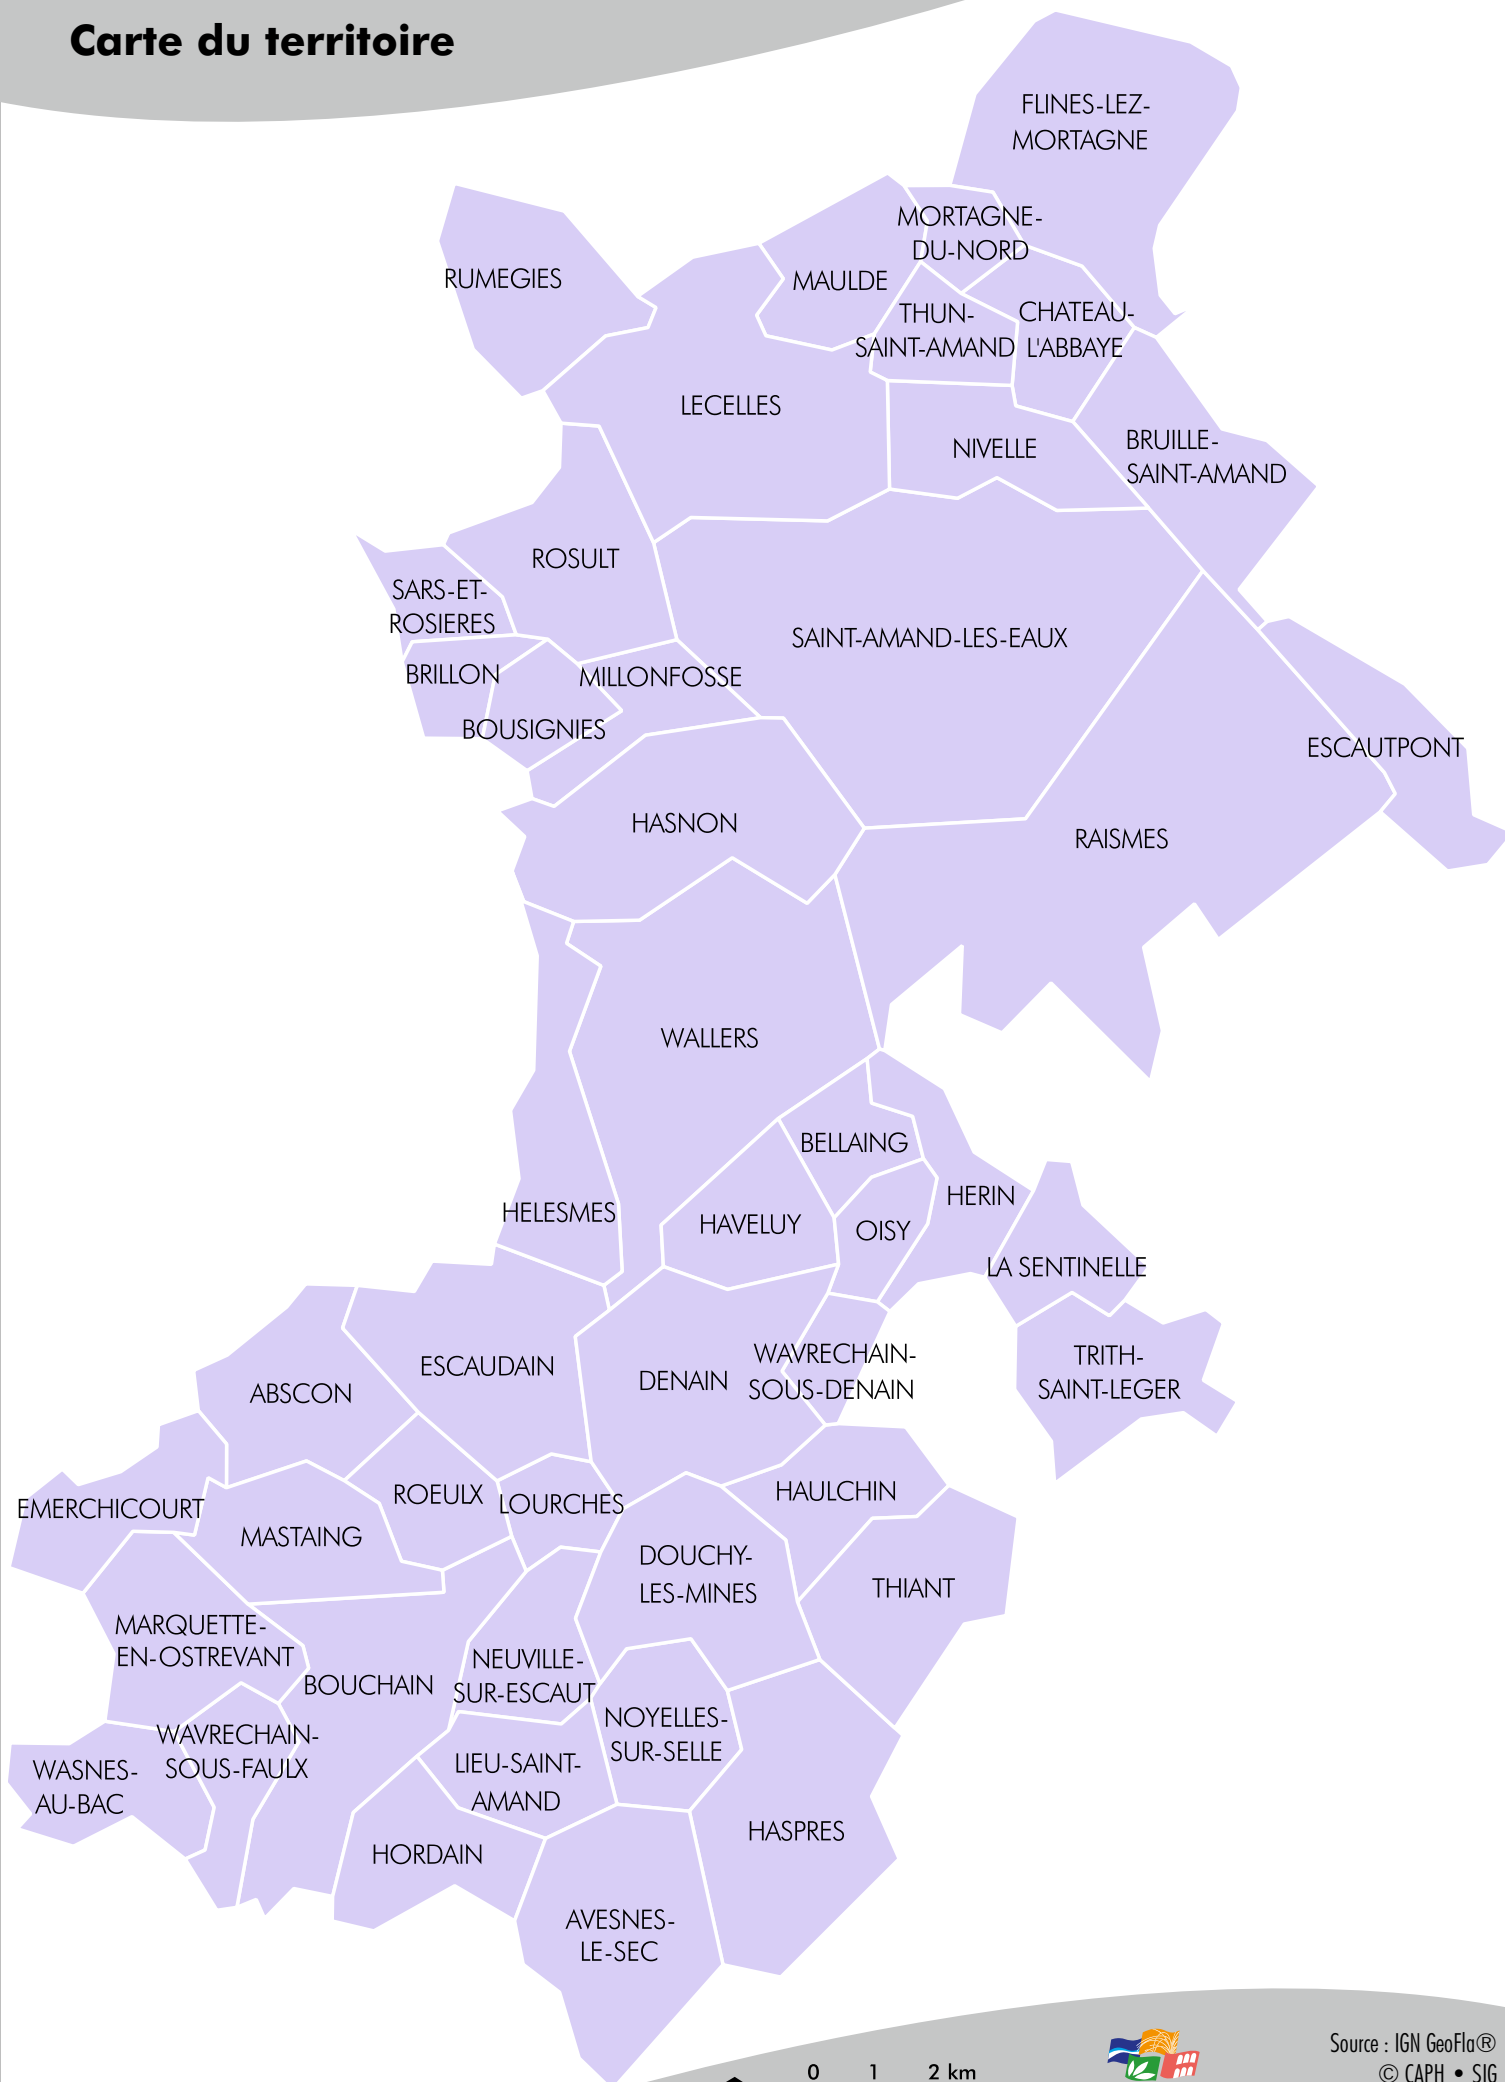 Carte du territoire
FLINES-LEZ-
MORTAGNE
MORTAGNE-
DU-NORD
RUMEGIES
MAULDE
THUN-
SAINT-AMAND
CHATEAU-
L'ABBAYE
LECELLES
NIVELLE
BRUILLE-
SAINT-AMAND
ROSULT
SARS-ET-
ROSIERES
SAINT-AMAND-LES-EAUX
BRILLON
MILLONFOSSE
BOUSIGNIES
ESCAUTPONT
HASNON
RAISMES
WALLERS
BELLAING
HERIN
HELESMES
HAVELUY
OISY
LA SENTINELLE
WAVRECHAIN-
SOUS-DENAIN
TRITH-
SAINT-LEGER
ESCAUDAIN
DENAIN
ABSCON
ROEULX
LOURCHES
HAULCHIN
EMERCHICOURT
MASTAING
DOUCHY-
LES-MINES
THIANT
MARQUETTE-
EN-OSTREVANT
BOUCHAIN
NEUVILLE-
SUR-ESCAUT
NOYELLES-
SUR-SELLE
WAVRECHAIN-
SOUS-FAULX
WASNES-
AU-BAC
LIEU-SAINT-
AMAND
HASPRES
HORDAIN
AVESNES-
LE-SEC
0 1 2 km
Source : IGN GeoFla®
© CAPH • SIG